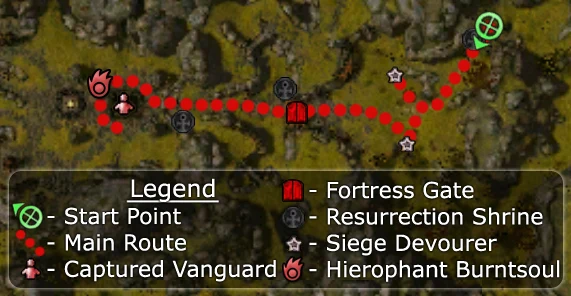 Legend
- Start Point
- Main Route
- Captured Vanguard
- Fortress Gate
- Resurrection Shrine
- Siege Devourer
- Hierophant Burntsoul